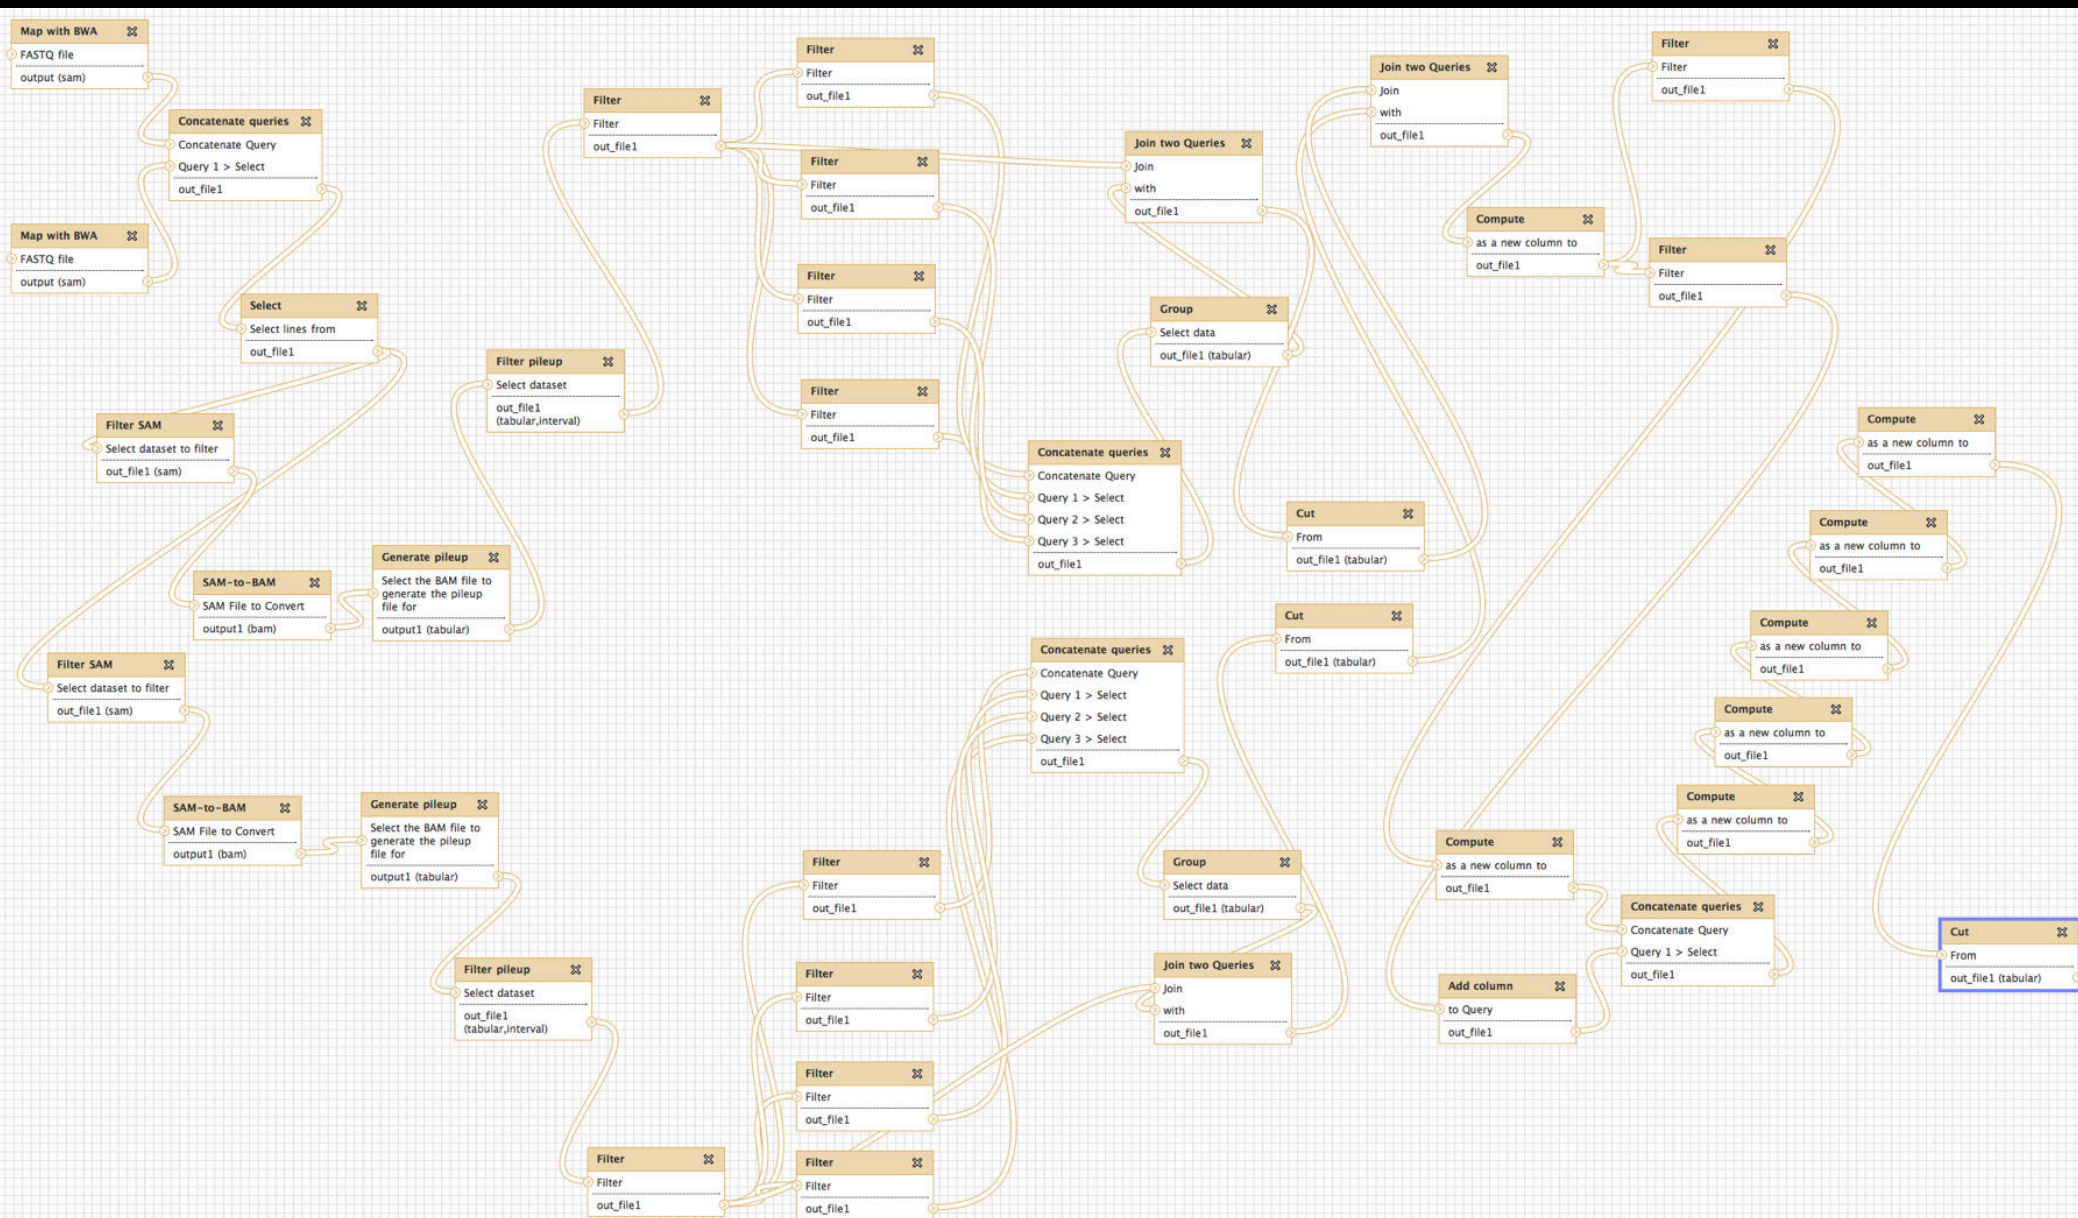 Map with BWA
FASTQ file
output (sam)
Concatenate queries
Concatenate Query
Query 1 > Select
out_file1
Map with BWA
FASTQ file
output (sam)
Select
Select lines from
out_file1
Filter SAM
Select dataset to filter
out_file1 (sam)
SAM-to-BAM
SAM File to Convert
output1 (bam)
Generate pileup
Select the BAM file to
generate the pileup
file for
output1 (tabular)
Filter pileup
Select dataset
out_file1
(tabular,interval)
Filter SAM
Select dataset to filter
out_file1 (sam)
SAM-to-BAM
SAM File to Convert
output1 (bam)
Generate pileup
Select the BAM file to
generate the pileup
file for
output1 (tabular)
Filter pileup
Select dataset
out_file1
(tabular,interval)
Filter
Filter
out_file1
Filter
Filter
out_file1
Filter
Filter
out_file1
Filter
Filter
out_file1
Filter
Filter
out_file1
Filter
Filter
out_file1
Filter
Filter
out_file1
Filter
Filter
out_file1
Filter
Filter
out_file1
Filter
Filter
out_file1
Concatenate queries
Concatenate Query
Query 1 > Select
Query 2 > Select
Query 3 > Select
out_file1
Concatenate queries
Concatenate Query
Query 1 > Select
Query 2 > Select
Query 3 > Select
out_file1
Join two Queries
Join
with
out_file1
Group
Select data
out_file1 (tabular)
Cut
From
out_file1 (tabular)
Cut
From
out_file1 (tabular)
Group
Select data
out_file1 (tabular)
Join two Queries
Join
with
out_file1
Join two Queries
Join
with
out_file1
Compute
as a new column to
out_file1
Filter
Filter
out_file1
Filter
Filter
out_file1
Compute
as a new column to
out_file1
Compute
as a new column to
out_file1
Compute
as a new column to
out_file1
Compute
as a new column to
out_file1
Compute
as a new column to
out_file1
Compute
as a new column to
out_file1
Concatenate queries
Concatenate Query
Query 1 > Select
out_file1
Add column
to Query
out_file1
Cut
From
out_file1 (tabular)